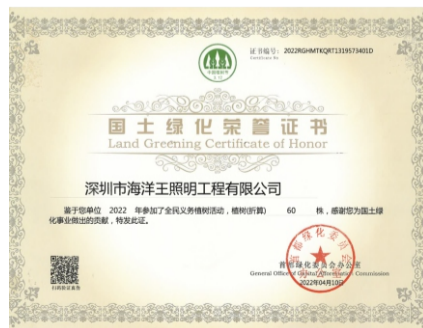 证书编号: 2022RGHMTKQRT1319573401D
Certificate No
国土绿化荣誉证书
Land Greening Certificate of Honor
深圳市海洋王照明工程有限公司
鉴于您单位 2022 年参加了全民义务植树活动,植树(折算) 60 株,感谢您为国土绿
化事业做出的贡献,特发此证。
首都绿化委员会办公室
General Office of Capital Afforestation Commission
2022年04月10日